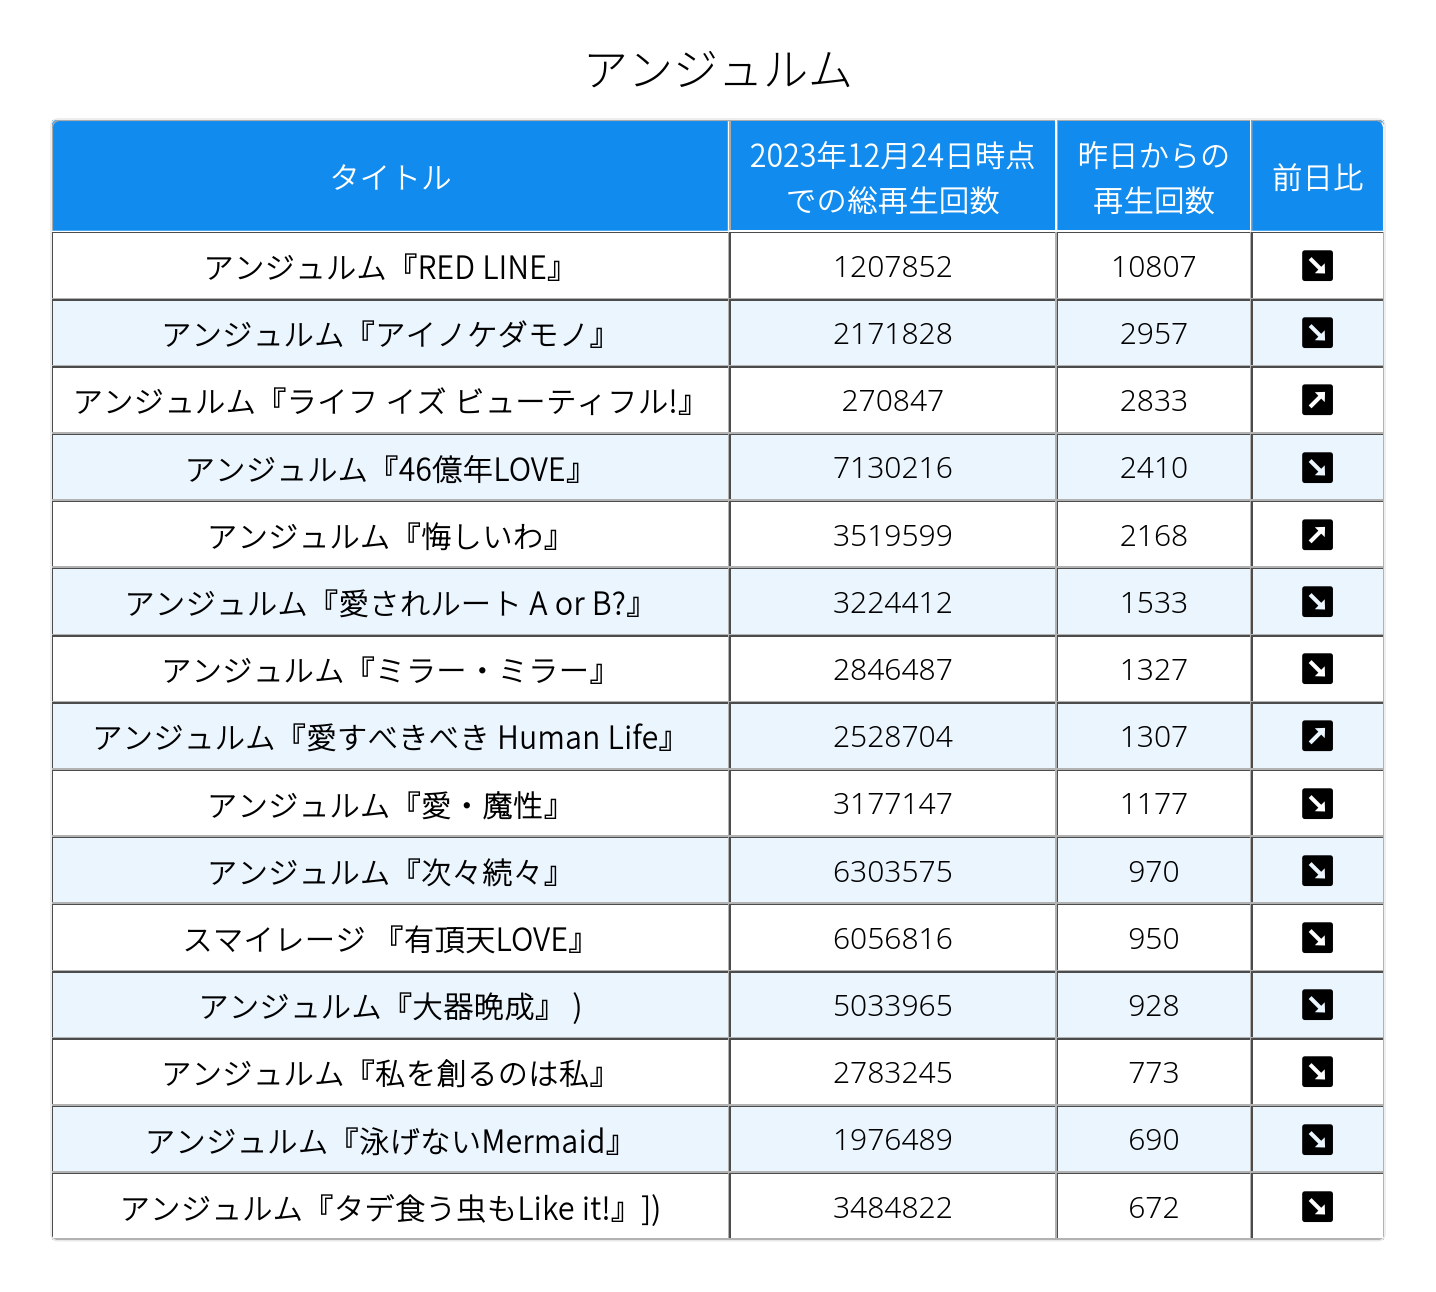 アンジュルム
タイトル 2023年12月24日時点での総再生回数 昨日からの再生回数 前日比
アンジュルム『RED LINE』 1207852 10807 ↘
アンジュルム『アイノケダモノ』 2171828 2957 ↘
アンジュルム『ライフ イズ ビューティフル!』 270847 2833 ↗
アンジュルム『46億年LOVE』 7130216 2410 ↘
アンジュルム『悔しいわ』 3519599 2168 ↗
アンジュルム『愛されルート A or B?』 3224412 1533 ↘
アンジュルム『ミラー・ミラー』 2846487 1327 ↘
アンジュルム『愛すべきべき Human Life』 2528704 1307 ↗
アンジュルム『愛・魔性』 3177147 1177 ↘
アンジュルム『次々続々』 6303575 970 ↘
スマイレージ 『有頂天LOVE』 6056816 950 ↘
アンジュルム『大器晩成』 ) 5033965 928 ↘
アンジュルム『私を創るのは私』 2783245 773 ↘
アンジュルム『泳げないMermaid』 1976489 690 ↘
アンジュルム『タデ食う虫もLike it!』]) 3484822 672 ↘